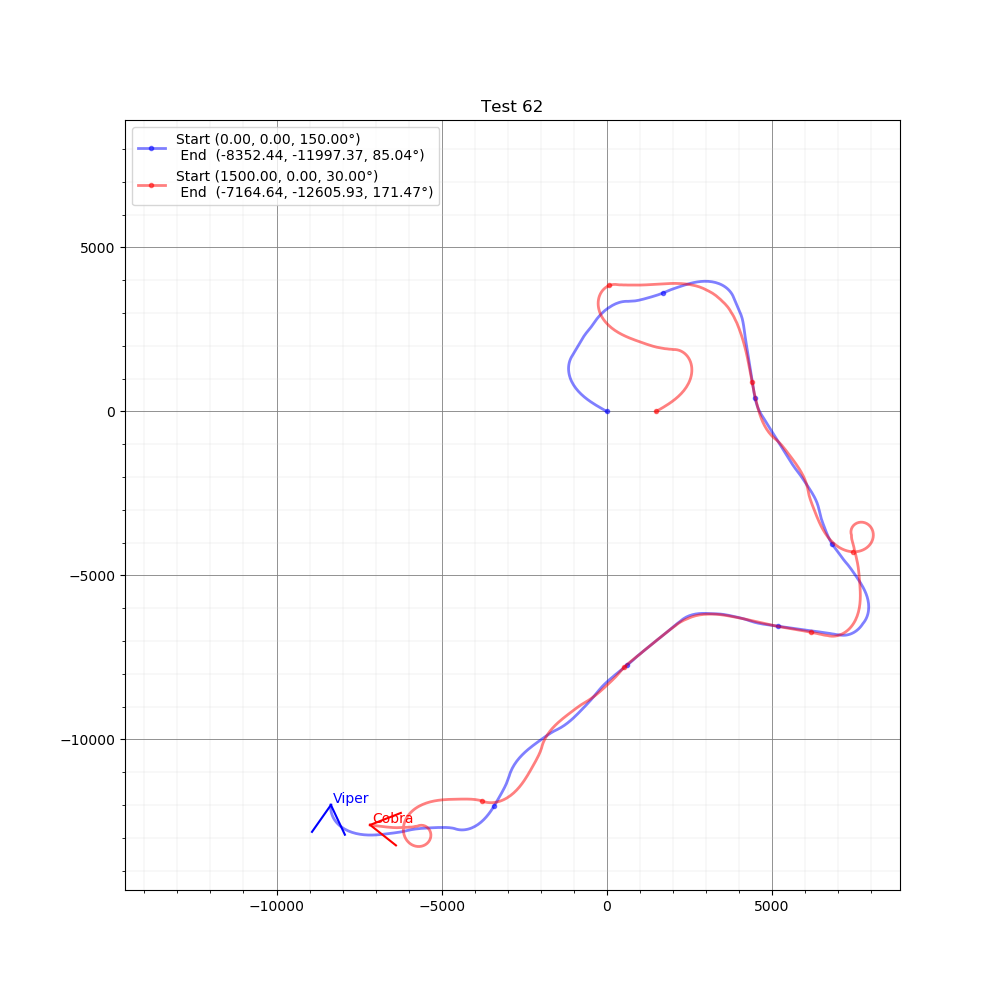 Test 62
Start (0.00, 0.00, 150.00°)
End  (-8352.44, -11997.37, 85.04°)
Start (1500.00, 0.00, 30.00°)
End  (-7164.64, -12605.93, 171.47°)
5000
0
−5000
−10000
Viper
Cobra
−10000
−5000
0
5000